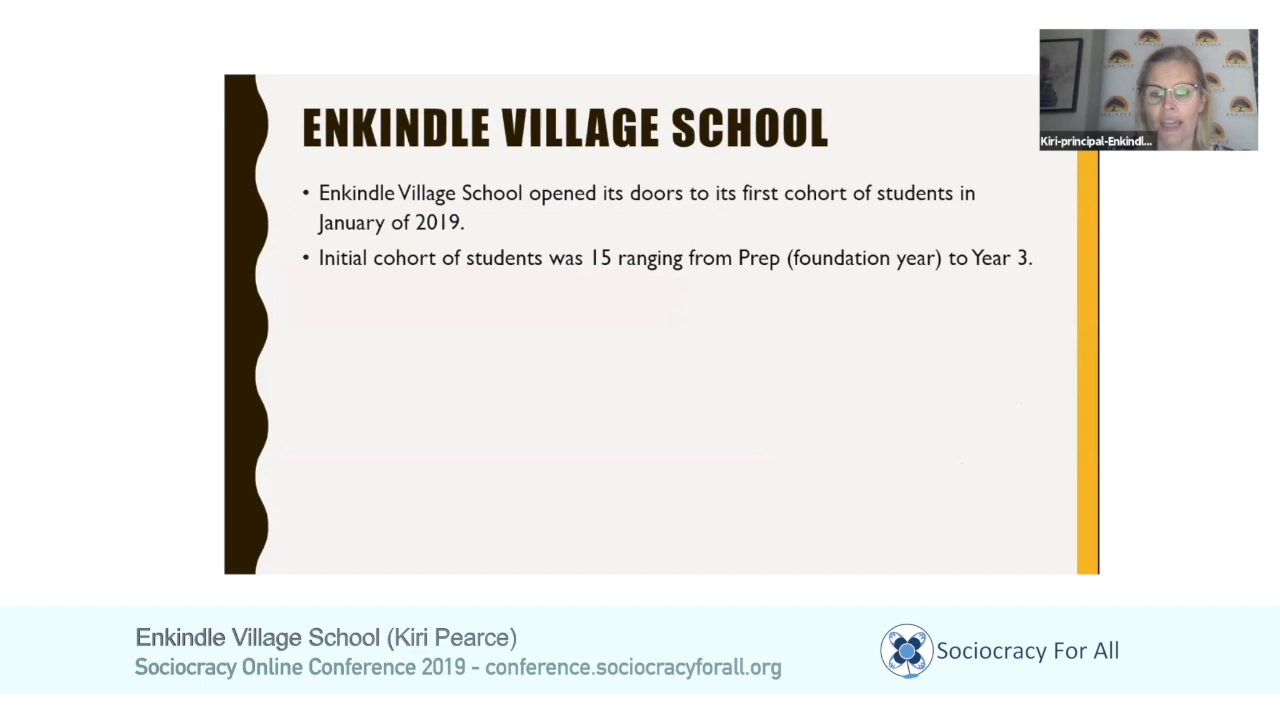 ENKINDLE VILLAGE SCHOOL
• Enkindle Village School opened its doors to its first cohort of students in
January of 2019.
• Initial cohort of students was 15 ranging from Prep (foundation year) to Year 3.
Kiri-principal-Enkindl...
Enkindle Village School (Kiri Pearce)
Sociocracy Online Conference 2019 - conference.sociocracyforall.org
Sociocracy For All